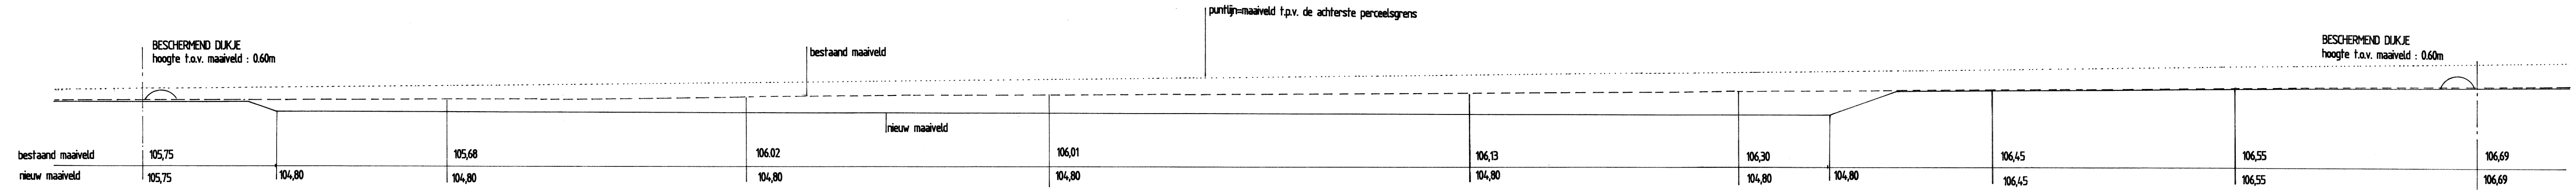 puntlijn=maaiveld t.p.v. de achterste perceelsgrens
BESCHERMEND DIJKJE
hoogte t.o.v. maaiveld : 0.60m
bestaand maaiveld
BESCHERMEND DIJKJE
hoogte t.o.v. maaiveld : 0.60m
nieuw maaiveld
bestaand maaiveld 105,75 105,68 106.02 106,01 106,13 106,30 106,45 106,55 106,69
nieuw maaiveld 105,75 104,80 104,80 104,80 104,80 104,80 104,80 104,80 106,45 106,55 106,69